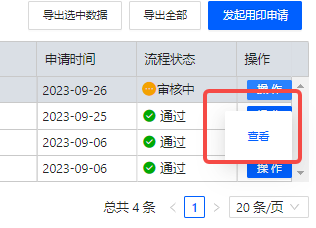 导出选中数据 导出全部 发起用印申请
申请时间 流程状态 操作
2023-09-26 审核中 操 作
2023-09-25 通过
2023-09-06 通过 查看
2023-09-06 通过 操 作
总共 4 条 < 1 > 20 条/页